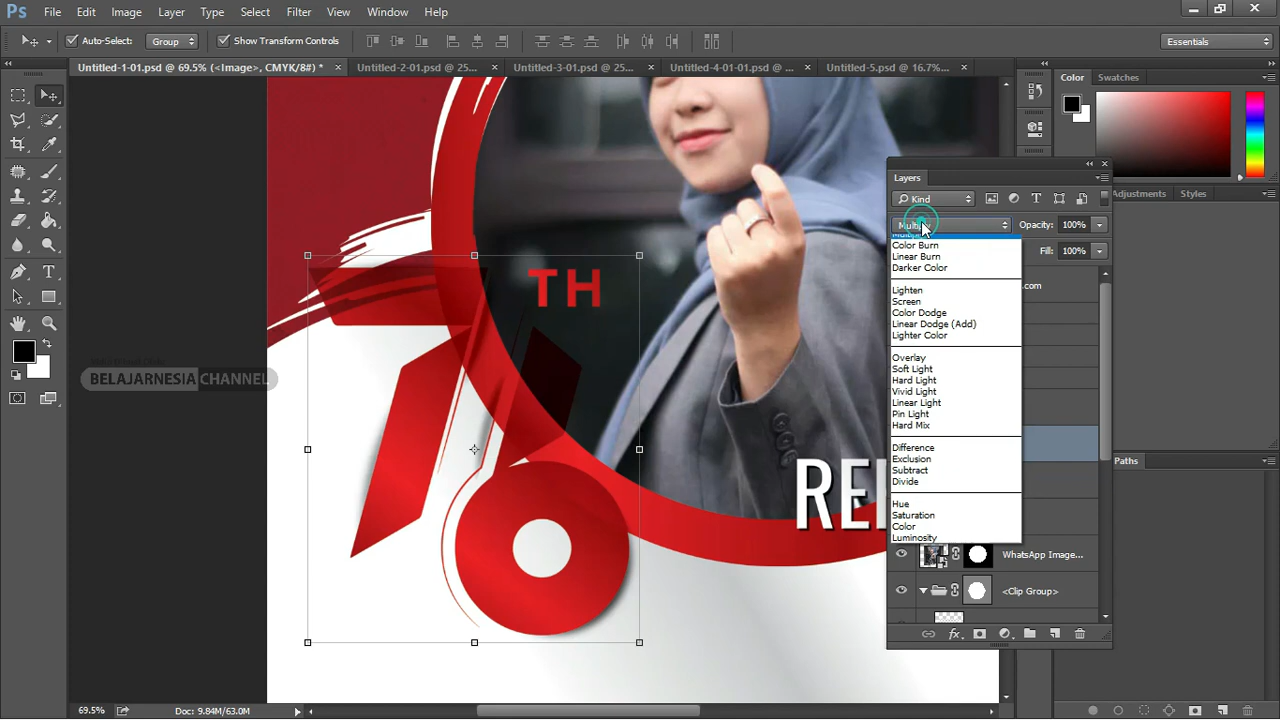 Ps File Edit Image Layer Type Select Filter View Window Help
Auto-Select: Group Show Transform Controls Essentials
Untitled-1-01.psd @ 69.5% (<Image>, CMYK/8#) * × Untitled-2-01.psd @ 25... × Untitled-3-01.psd @ 25... × Untitled-4-01-01.psd @ ... × Untitled-5.psd @ 16.7%... ×
Color Swatches
Layers
Kind
Adjustments Styles
Opacity: 100%
Color Burn
Linear Burn
Darker Color
Fill: 100%
Lighten
Screen
Color Dodge
Linear Dodge (Add)
Lighter Color
Overlay
Soft Light
Hard Light
Vivid Light
Linear Light
Pin Light
Hard Mix
Difference
Exclusion
Subtract
Divide
Hue
Saturation
Color
Luminosity
.com
Paths
TH
BELAJARNESIA CHANNEL
WhatsApp Image...
<Clip Group>
fx
69.5% Doc: 9.84M/63.0M